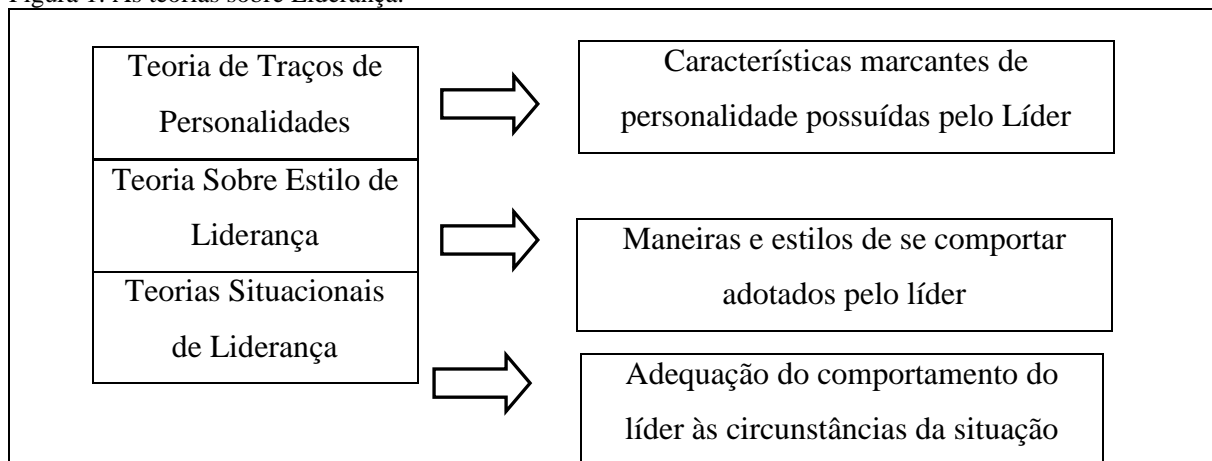 Figura 1. As teorias sobre Liderança.
Teoria de Traços de
Personalidades
Características marcantes de
personalidade possuídas pelo Líder
Teoria Sobre Estilo de
Liderança
Maneiras e estilos de se comportar
adotados pelo líder
Teorias Situacionais
de Liderança
Adequação do comportamento do
líder às circunstâncias da situação